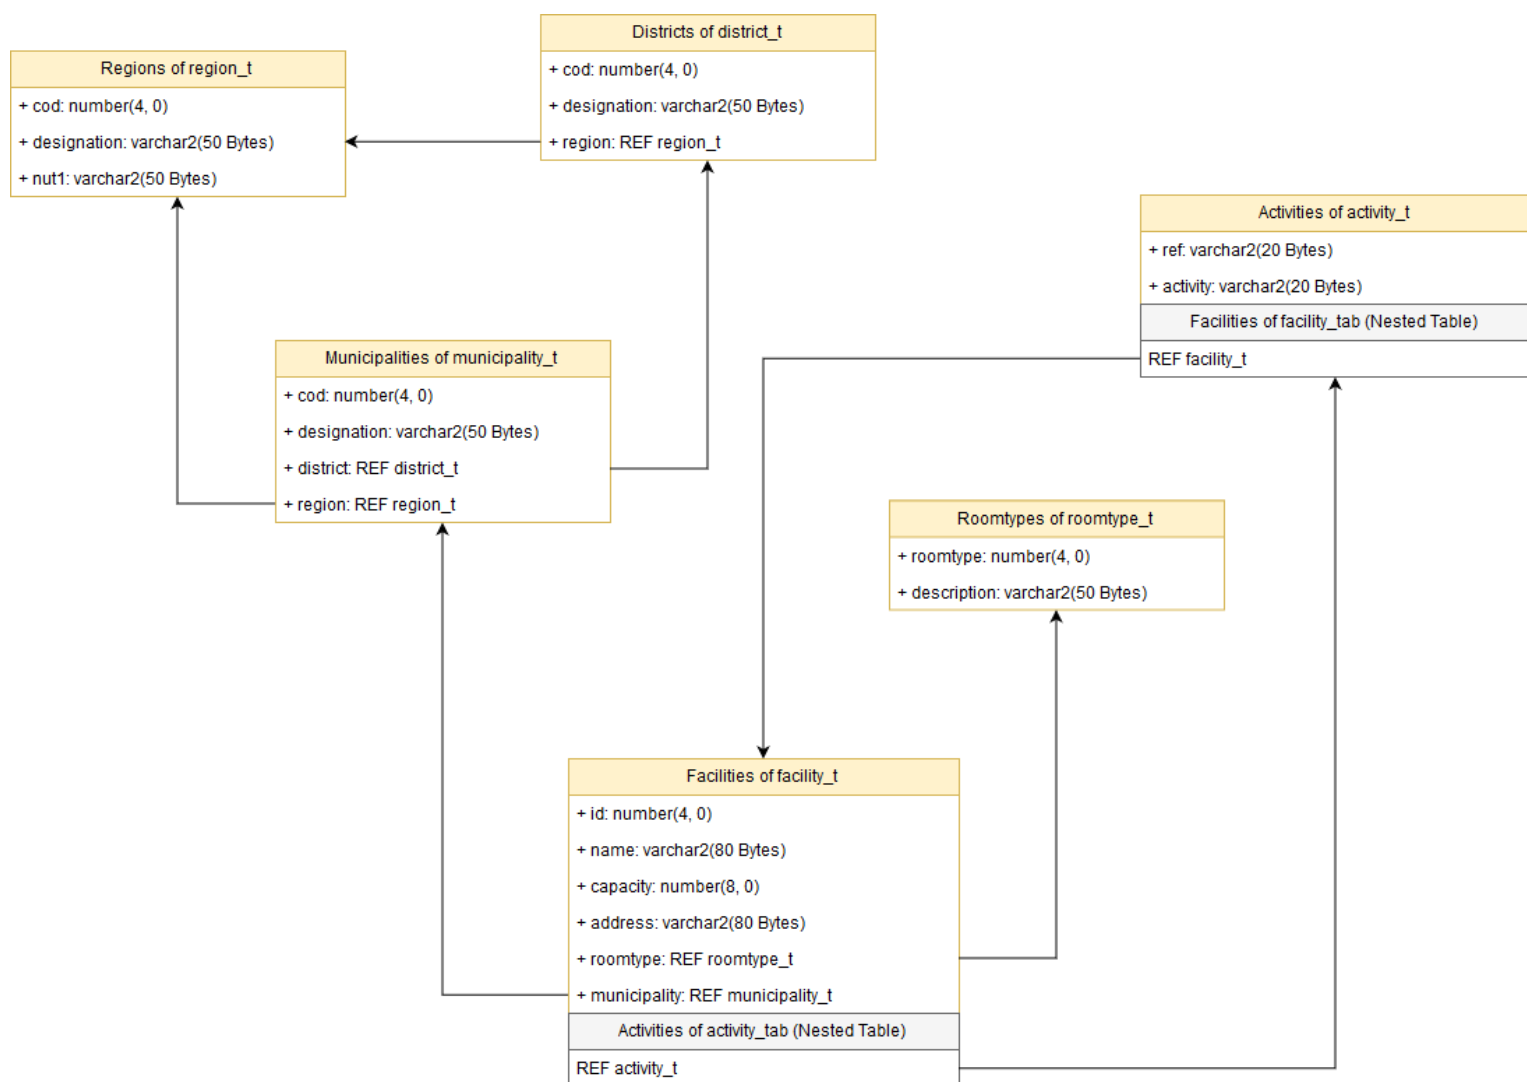 Districts of district_t
+ cod: number(4, 0)
+ designation: varchar2(50 Bytes)
+ region: REF region_t
Regions of region_t
+ cod: number(4, 0)
+ designation: varchar2(50 Bytes)
+ nut1: varchar2(50 Bytes)
Activities of activity_t
+ ref: varchar2(20 Bytes)
+ activity: varchar2(20 Bytes)
Facilities of facility_tab (Nested Table)
REF facility_t
Municipalities of municipality_t
+ cod: number(4, 0)
+ designation: varchar2(50 Bytes)
+ district: REF district_t
+ region: REF region_t
Roomtypes of roomtype_t
+ roomtype: number(4, 0)
+ description: varchar2(50 Bytes)
Facilities of facility_t
+ id: number(4, 0)
+ name: varchar2(80 Bytes)
+ capacity: number(8, 0)
+ address: varchar2(80 Bytes)
+ roomtype: REF roomtype_t
+ municipality: REF municipality_t
Activities of activity_tab (Nested Table)
REF activity_t